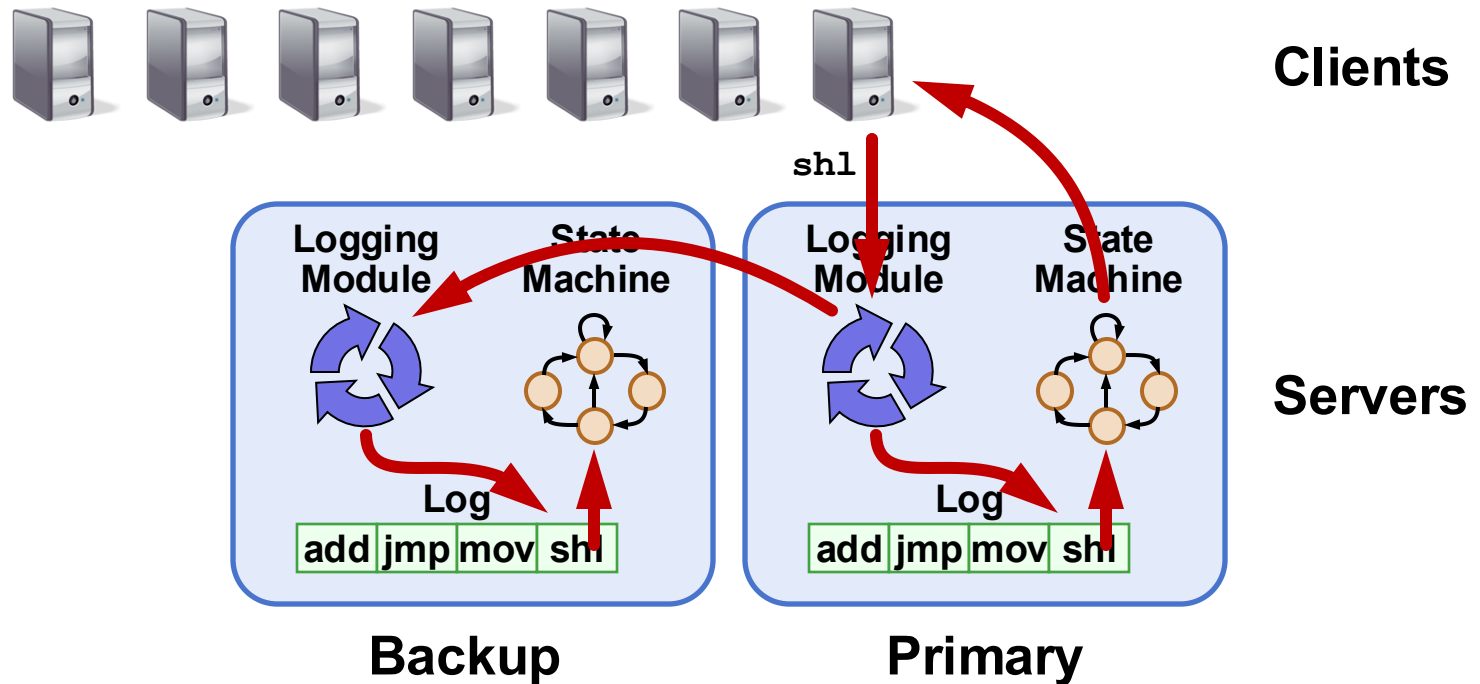 Clients
shl
Logging
Module
State
Machine
Logging
Module
State
Machine
Servers
Log
add jmp mov shl
Log
add jmp mov shl
Backup
Primary